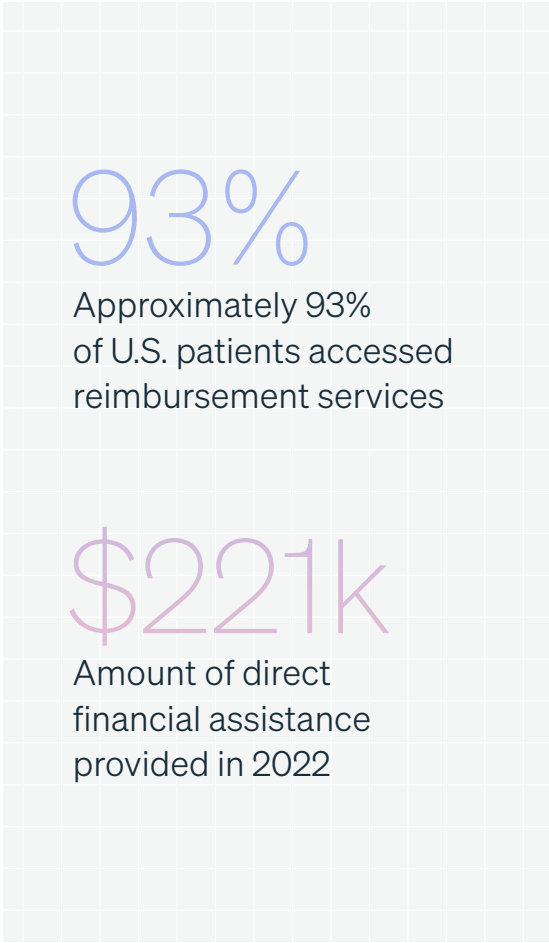 93%
Approximately 93%
of U.S. patients accessed
reimbursement services
$221k
Amount of direct
financial assistance
provided in 2022